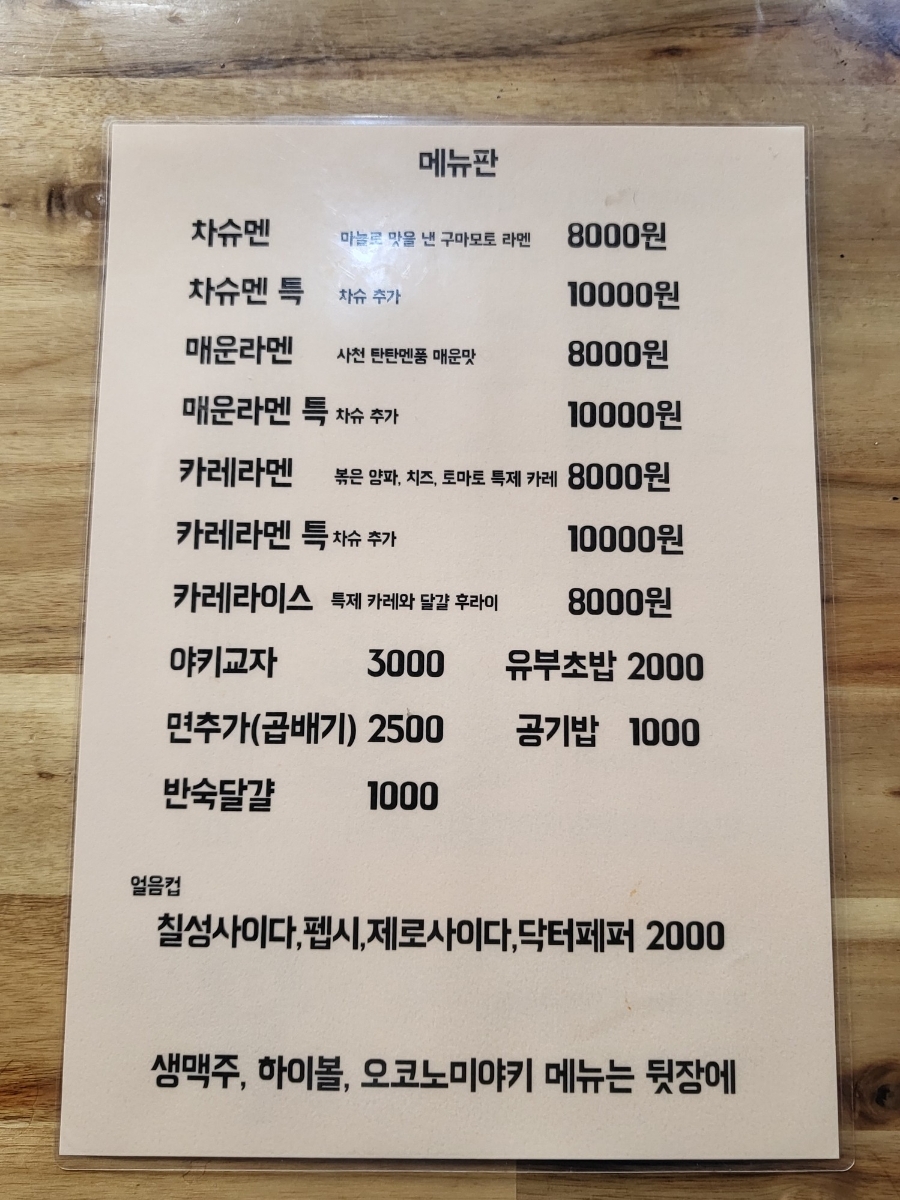 메뉴판
차슈멘 마늘로 맛을 낸 구마모토 라멘 8000원
차슈멘 특 차슈 추가 10000원
매운라멘 사천 탄탄멘풍 매운맛 8000원
매운라멘 특 차슈 추가 10000원
카레라멘 볶은 양파, 치즈, 토마토 특제 카레 8000원
카레라멘 특 차슈 추가 10000원
카레라이스 특제 카레와 달걀 후라이 8000원
야키교자 3000 유부초밥 2000
면추가(곱배기) 2500 공기밥 1000
반숙달걀 1000
얼음컵
칠성사이다,펩시,제로사이다,닥터페퍼 2000
생맥주, 하이볼, 오코노미야키 메뉴는 뒷장에